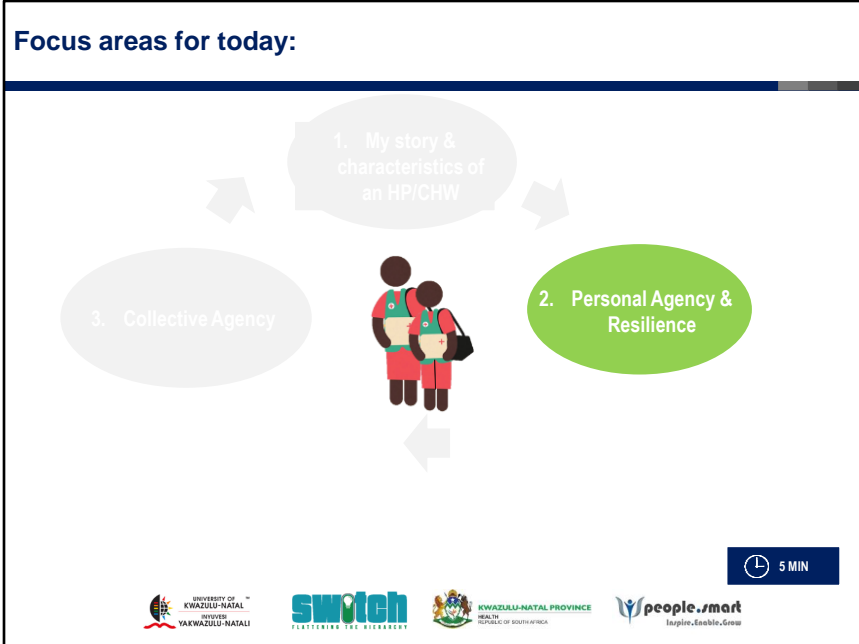 Focus areas for today:
1. My story &
characteristics of
an HP/CHW
2. Personal Agency &
Resilience
3. Collective Agency
5 MIN
UNIVERSITY OF ™
KWAZULU-NATAL
INYUVESI
YAKWAZULU-NATALI
switch
FLATTENING THE HIERARCHY
KWAZULU-NATAL PROVINCE
HEALTH
REPUBLIC OF SOUTH AFRICA
people.smart
Inspire.Enable.Grow